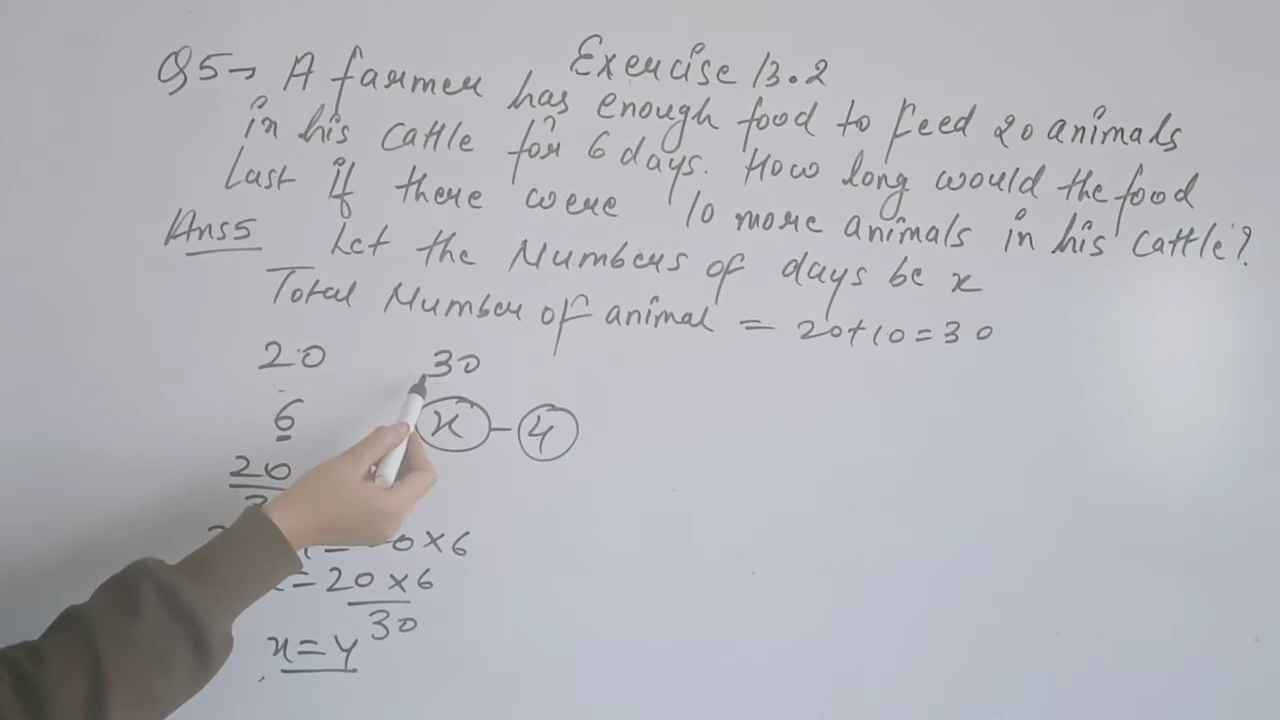 Exercise 13.2
Q5→ A farmer has enough food to feed 20 animals
in his cattle for 6 days. How long would the food
Last if there were 10 more animals in his cattle?
Ans5 Let the Numbers of days be x
Total Number of animal = 20+10=30
20 30
6 x - 4
20
0×6
= 20×6
30
x=4